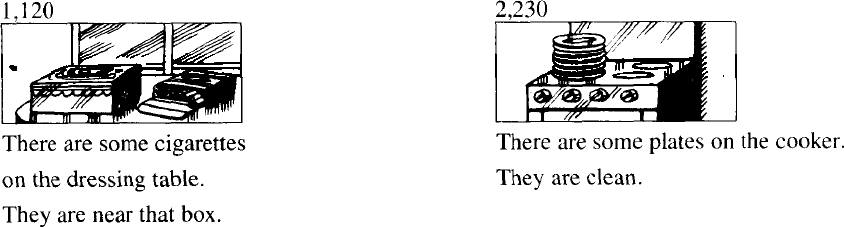 1,120
There are some cigarettes
on the dressing table.
They are near that box.
2,230
There are some plates on the cooker.
They are clean.